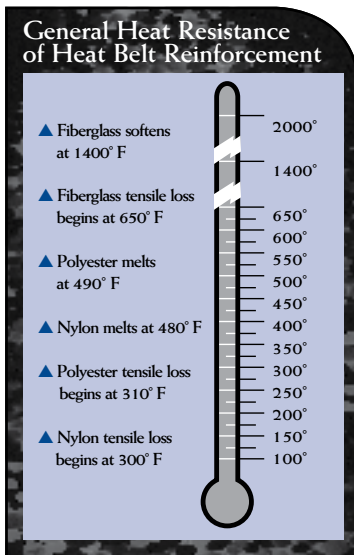 General Heat Resistance
of Heat Belt Reinforcement
▲ Fiberglass softens
at 1400° F
▲ Fiberglass tensile loss
begins at 650° F
▲ Polyester melts
at 490° F
▲ Nylon melts at 480° F
▲ Polyester tensile loss
begins at 310° F
▲ Nylon tensile loss
begins at 300° F
2000°
1400°
650°
600°
550°
500°
450°
400°
350°
300°
250°
200°
150°
100°